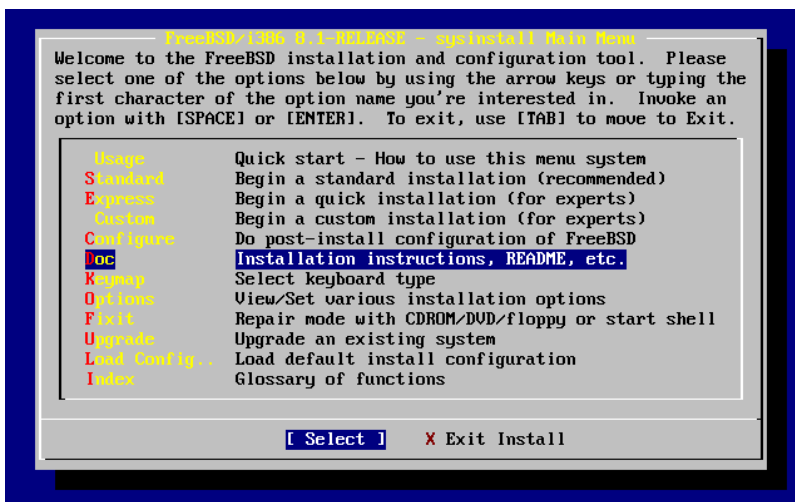 FreeBSD/i386 8.1-RELEASE - sysinstall Main Menu
Welcome to the FreeBSD installation and configuration tool.  Please
select one of the options below by using the arrow keys or typing the
first character of the option name you're interested in.  Invoke an
option with [SPACE] or [ENTER].  To exit, use [TAB] to move to Exit.
Usage Quick start - How to use this menu system
Standard Begin a standard installation (recommended)
Express Begin a quick installation (for experts)
Custom Begin a custom installation (for experts)
Configure Do post-install configuration of FreeBSD
Doc Installation instructions, README, etc.
Keymap Select keyboard type
Options View/Set various installation options
Fixit Repair mode with CDROM/DVD/floppy or start shell
Upgrade Upgrade an existing system
Load Config.. Load default install configuration
Index Glossary of functions
[ Select ] X Exit Install